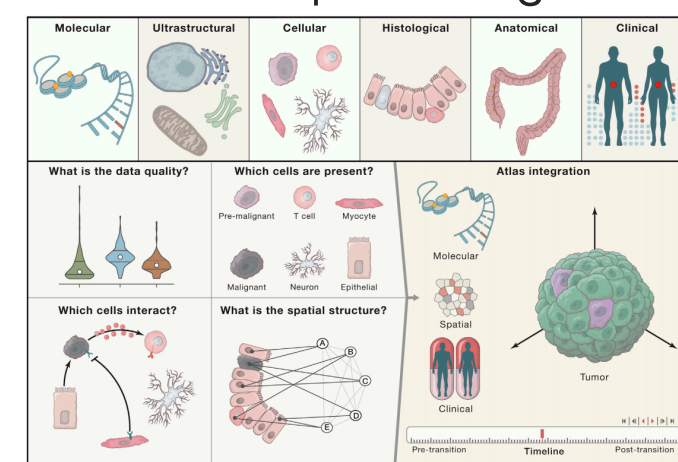 Molecular
Ultrastructural
Cellular
Histological
Anatomical
Clinical
What is the data quality?
Which cells are present?
Pre-malignant
T cell
Myocyte
Malignant
Neuron
Epithelial
Which cells interact?
What is the spatial structure?
A
B
C
D
E
Atlas integration
Molecular
Spatial
Clinical
Tumor
Pre-transition
Timeline
Post-transition